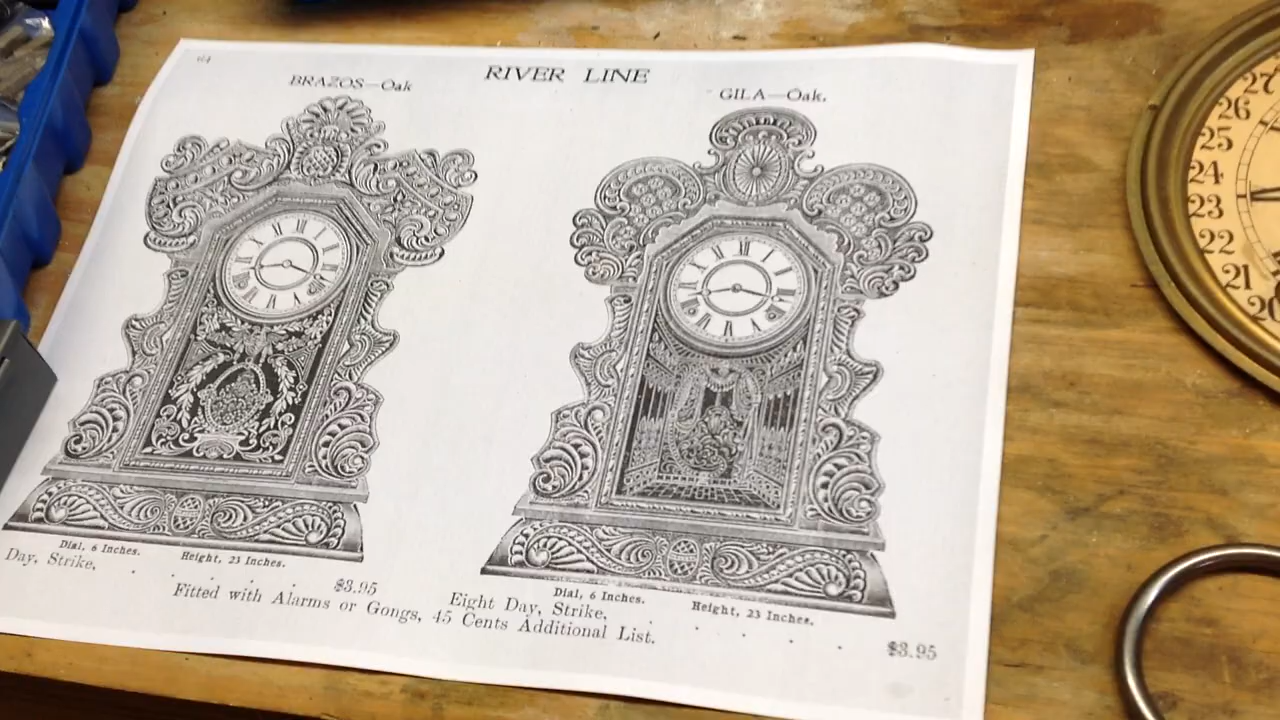 RIVER LINE
BRAZOS—Oak
GILA—Oak.
Dial, 6 Inches. Height, 23 Inches.
Day, Strike, . . . . $3.95
Dial, 6 Inches. Height, 23 Inches.
Eight Day, Strike, . . . . $3.95
Fitted with Alarms or Gongs, 45 Cents Additional List.
27
26
25
24
23
22
21
20